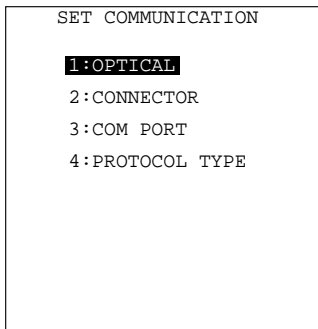 SET COMMUNICATION
1:OPTICAL
2:CONNECTOR
3:COM PORT
4:PROTOCOL TYPE